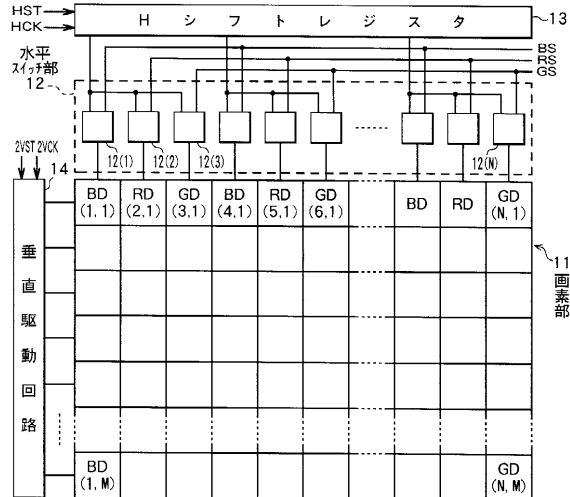 HST
HCK
Hシフトレジスタ
13
BS
RS
GS
水平
スイッチ部
12
12(1)
12(2)
12(3)
12(N)
2VST 2VCK
14
BD
(1,1)
RD
(2,1)
GD
(3,1)
BD
(4,1)
RD
(5,1)
GD
(6,1)
BD
RD
GD
(N,1)
11
画素部
垂直駆動回路
BD
(1,M)
GD
(N,M)